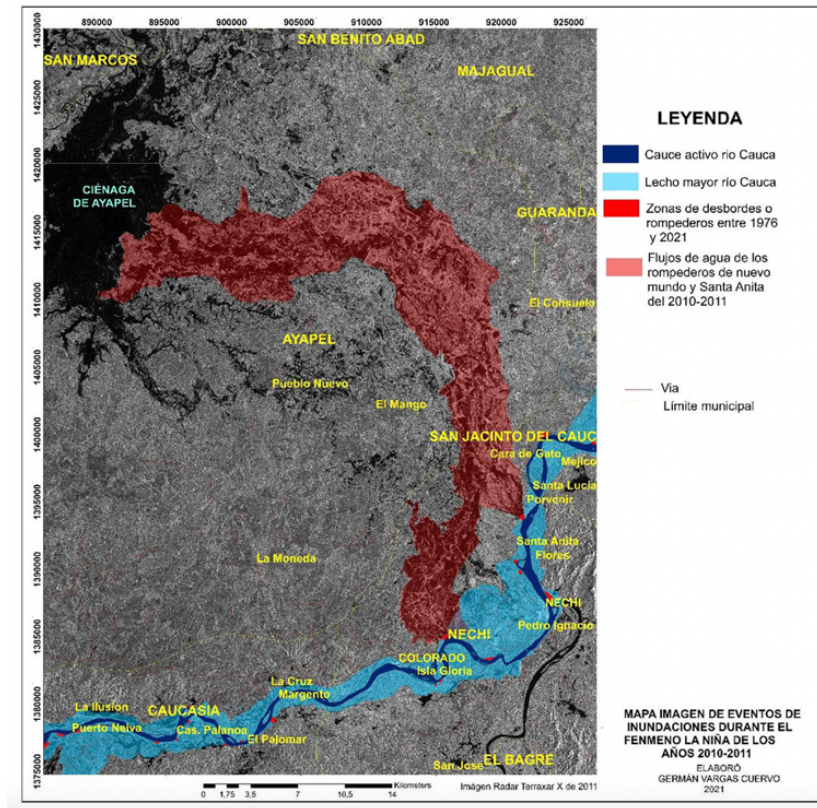 890000 895000 900000 905000 910000 915000 920000 925000
1430000
1425000
1420000
1415000
1410000
1405000
1400000
1395000
1390000
1385000
1380000
1375000
SAN BENITO ABAD
SAN MARCOS
MAJAGUAL
CIÉNAGA
DE AYAPEL
GUARANDA
El Consuelo
AYAPEL
Pueblo Nuevo
El Mango
SAN JACINTO DEL CAUC
Cara de Gato
Mejico
Santa Lucía
Porvenir
Santa Anita
Flores
La Moneda
NECHI
Pedro Ignacio
NECHI
COLORADO
Isla Gloria
La Cruz
Margento
La Ilusion
CAUCASIA
Puerto Neiva
Cas. Palanoa
El Pajomar
San José
EL BAGRE
Kilometers
0 1,75 3,5 7 10,5 14
Imágen Radar Terraxar X de 2011
LEYENDA
Cauce activo rio Cauca
Lecho mayor río Cauca
Zonas de desbordes o
rompederos entre 1976
y 2021
Flujos de agua de los
rompederos de nuevo
mundo y Santa Anita
del 2010-2011
Via
Límite municipal
MAPA IMAGEN DE EVENTOS DE
INUNDACIONES DURANTE EL
FENMENO LA NIÑA DE LOS
AÑOS 2010-2011
ELABORÓ
GERMÁN VARGAS CUERVO
2021